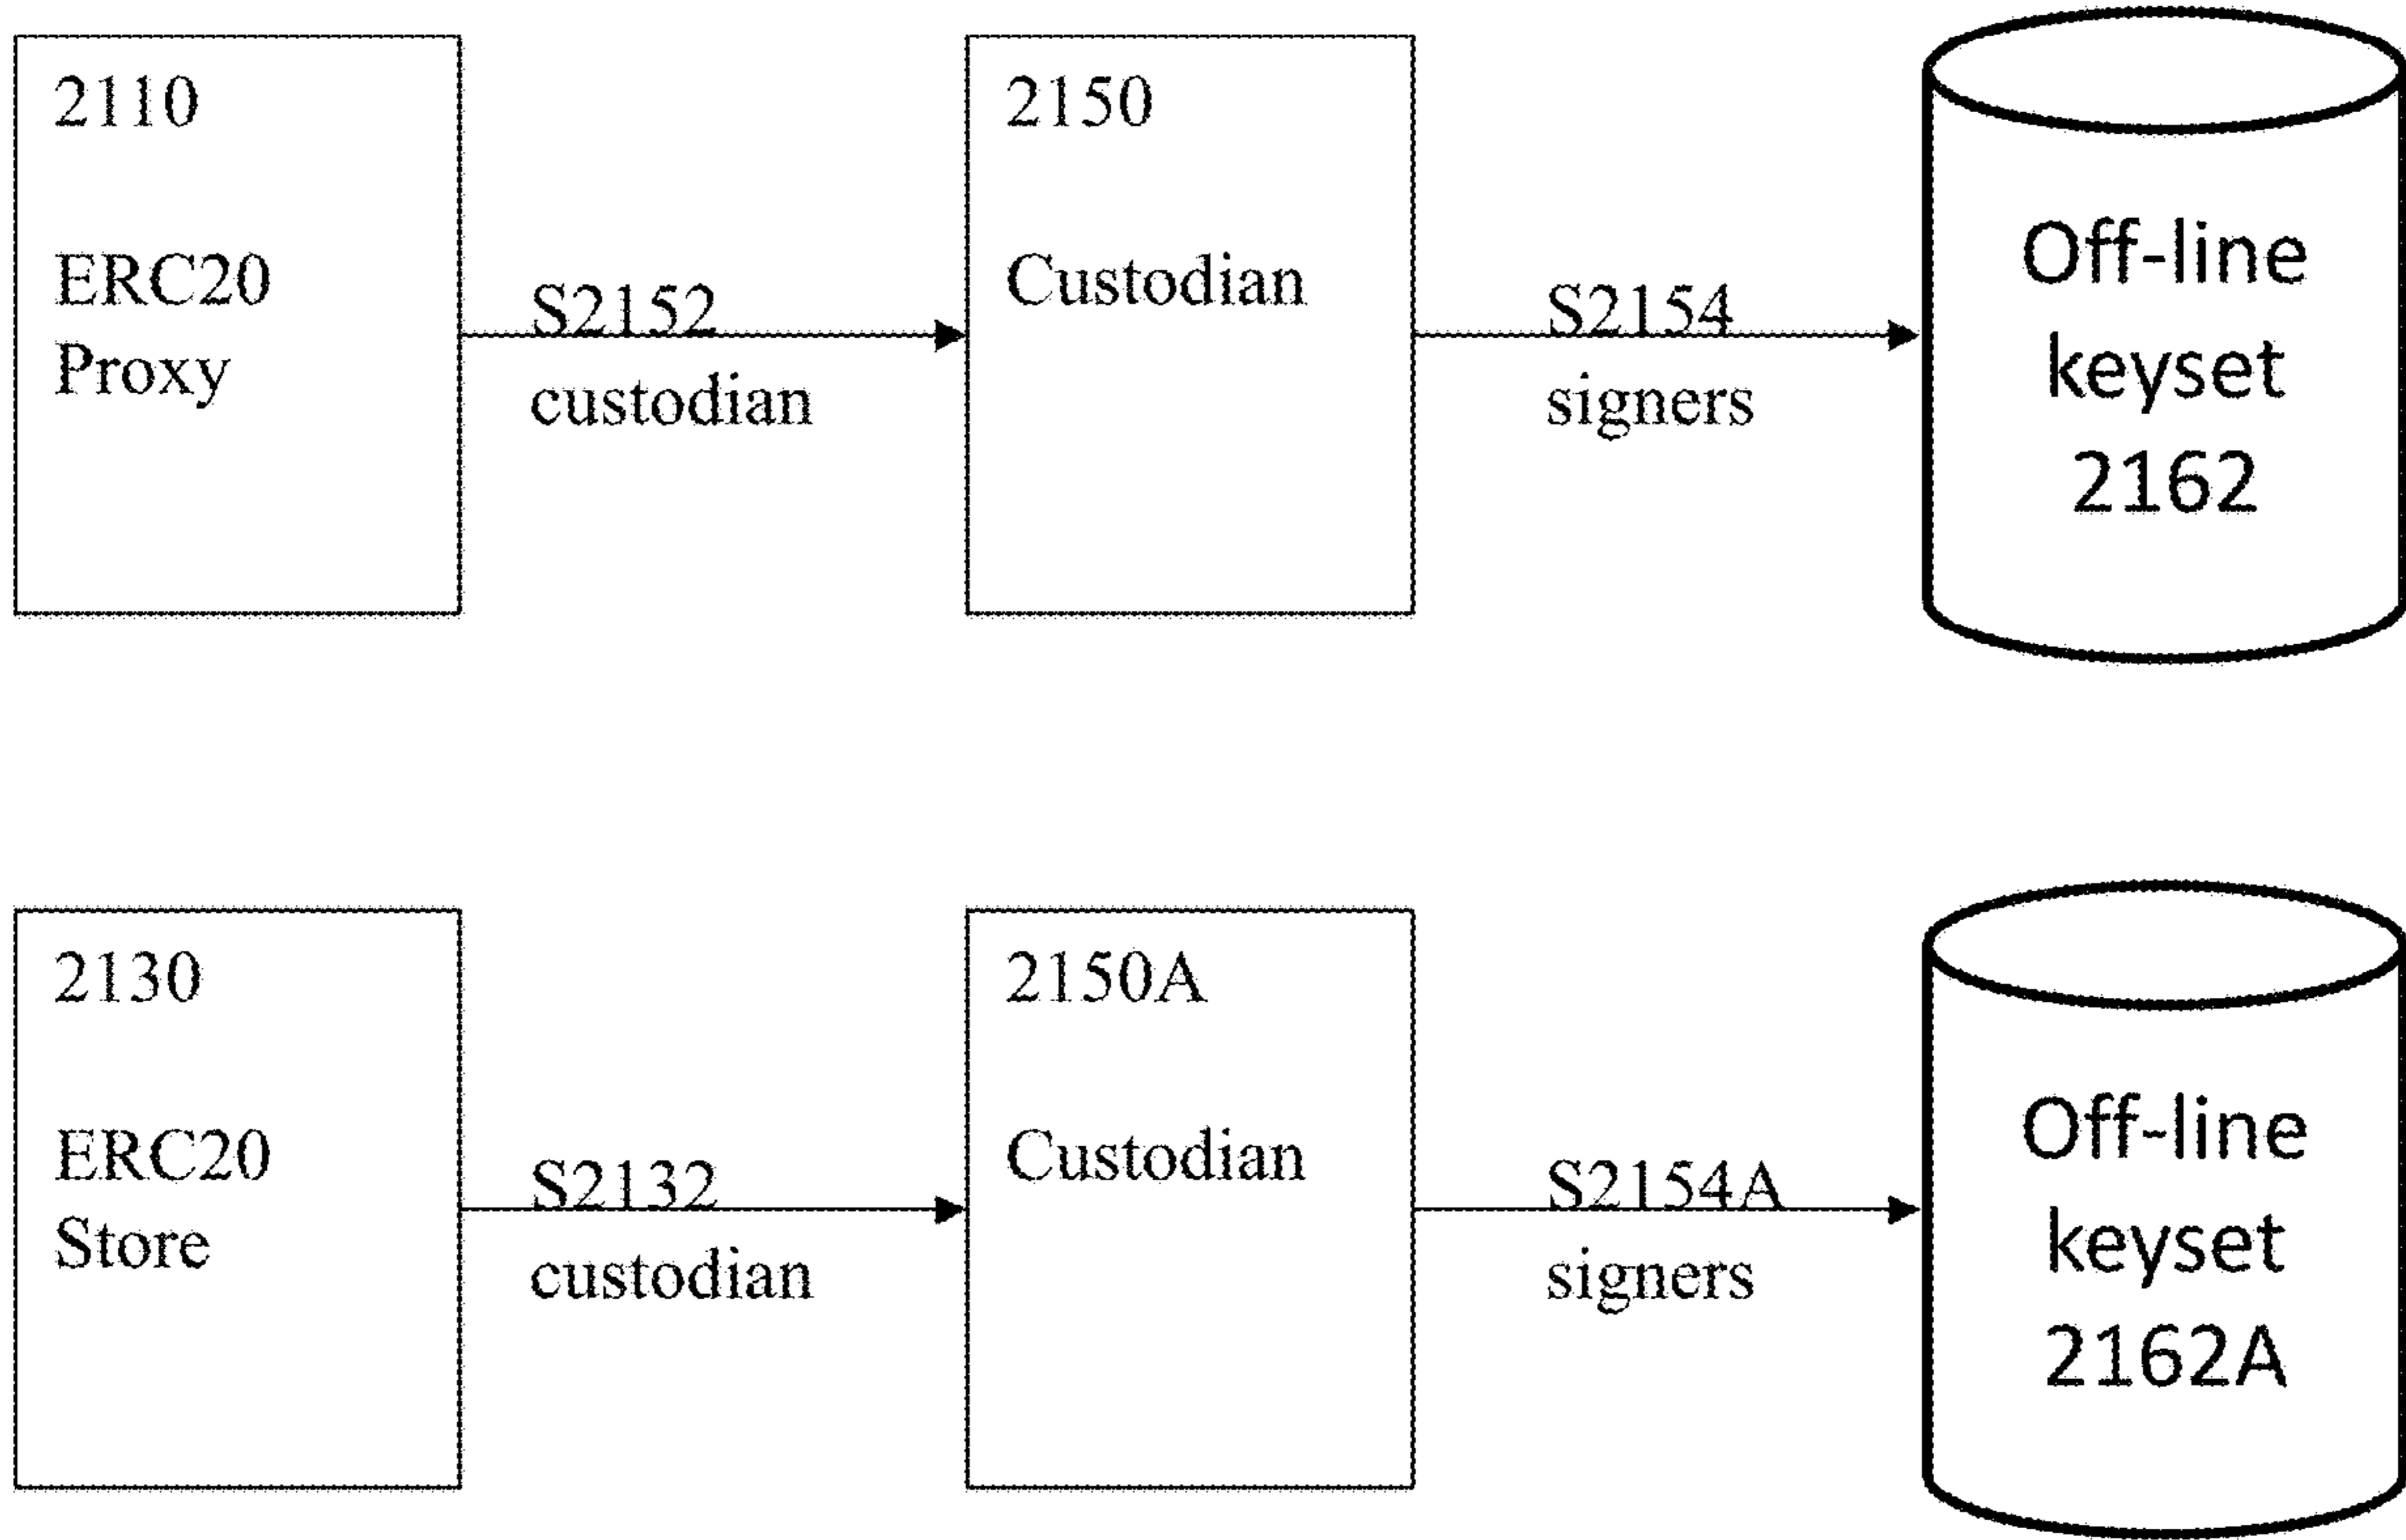 2110
ERC20
Proxy
S2152
custodian
2150
Custodian
S2154
signers
Off-line
keyset
2162
2130
ERC20
Store
S2132
custodian
2150A
Custodian
S2154A
signers
Off-line
keyset
2162A